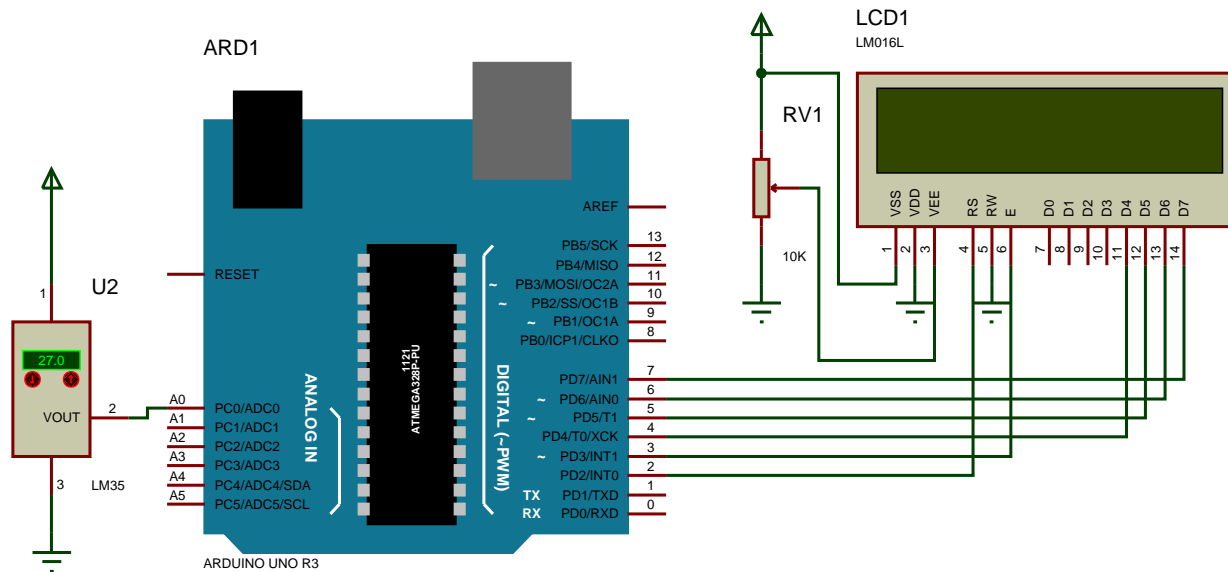 LCD1
LM016L
ARD1
RV1
10K
VSS
VDD
VEE
RS
RW
E
D0
D1
D2
D3
D4
D5
D6
D7
1
2
3
4
5
6
7
8
9
10
11
12
13
14
U2
1
27.0
VOUT
2
3
LM35
RESET
AREF
PB5/SCK
13
PB4/MISO
12
~ PB3/MOSI/OC2A
11
~ PB2/SS/OC1B
10
~ PB1/OC1A
9
PB0/ICP1/CLKO
8
PD7/AIN1
7
~ PD6/AIN0
6
~ PD5/T1
5
PD4/T0/XCK
4
~ PD3/INT1
3
PD2/INT0
2
TX PD1/TXD
1
RX PD0/RXD
0
DIGITAL (~PWM)
1121
ATMEGA328P-PU
ANALOG IN
A0
PC0/ADC0
A1
PC1/ADC1
A2
PC2/ADC2
A3
PC3/ADC3
A4
PC4/ADC4/SDA
A5
PC5/ADC5/SCL
ARDUINO UNO R3